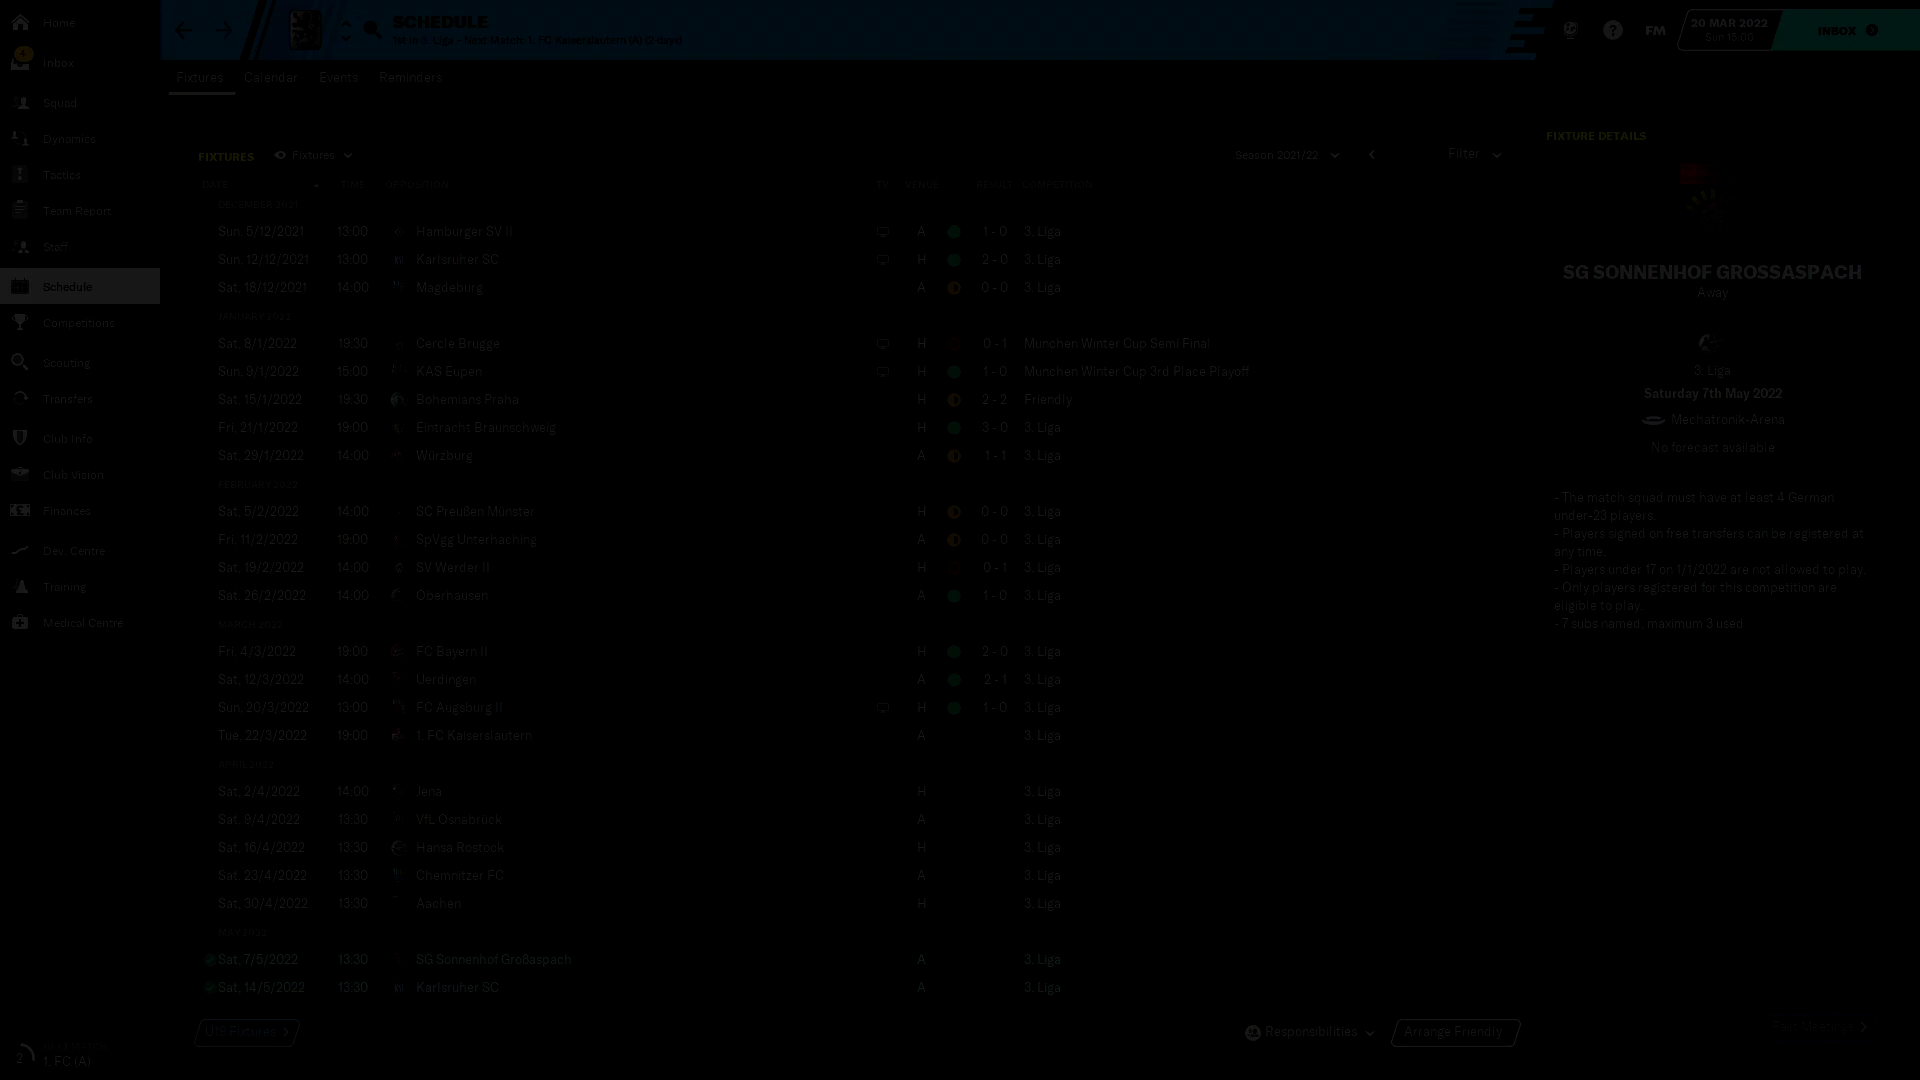 Home
SCHEDULE
1st in 3. Liga - Next Match: 1. FC Kaiserslautern (A) (2 days)
FM
20 MAR 2022
Sun 15:00
INBOX
4
Inbox
Fixtures Calendar Events Reminders
Squad
Dynamics
Tactics
Team Report
Staff
Schedule
Competitions
Scouting
Transfers
Club Info
Club Vision
Finances
Dev. Centre
Training
Medical Centre
FIXTURES Fixtures Season 2021/22 Filter
DATE TIME OPPOSITION TV VENUE RESULT COMPETITION
DECEMBER 2021
Sun, 5/12/2021 13:00 Hamburger SV II A 1 - 0 3. Liga
Sun, 12/12/2021 13:00 Karlsruher SC H 2 - 0 3. Liga
Sat, 18/12/2021 14:00 Magdeburg A 0 - 0 3. Liga
JANUARY 2022
Sat, 8/1/2022 19:30 Cercle Brugge H 0 - 1 München Winter Cup Semi Final
Sun, 9/1/2022 15:00 KAS Eupen H 1 - 0 München Winter Cup 3rd Place Playoff
Sat, 15/1/2022 19:30 Bohemians Praha H 2 - 2 Friendly
Fri, 21/1/2022 19:00 Eintracht Braunschweig H 3 - 0 3. Liga
Sat, 29/1/2022 14:00 Würzburg A 1 - 1 3. Liga
FEBRUARY 2022
Sat, 5/2/2022 14:00 SC Preußen Münster H 0 - 0 3. Liga
Fri, 11/2/2022 19:00 SpVgg Unterhaching A 0 - 0 3. Liga
Sat, 19/2/2022 14:00 SV Werder II H 0 - 1 3. Liga
Sat, 26/2/2022 14:00 Oberhausen A 1 - 0 3. Liga
MARCH 2022
Fri, 4/3/2022 19:00 FC Bayern II H 2 - 0 3. Liga
Sat, 12/3/2022 14:00 Uerdingen A 2 - 1 3. Liga
Sun, 20/3/2022 13:00 FC Augsburg II H 1 - 0 3. Liga
Tue, 22/3/2022 19:00 1. FC Kaiserslautern A 3. Liga
APRIL 2022
Sat, 2/4/2022 14:00 Jena H 3. Liga
Sat, 9/4/2022 13:30 VfL Osnabrück A 3. Liga
Sat, 16/4/2022 13:30 Hansa Rostock H 3. Liga
Sat, 23/4/2022 13:30 Chemnitzer FC A 3. Liga
Sat, 30/4/2022 13:30 Aachen H 3. Liga
MAY 2022
Sat, 7/5/2022 13:30 SG Sonnenhof Großaspach A 3. Liga
Sat, 14/5/2022 13:30 Karlsruher SC A 3. Liga
U19 Fixtures
Responsibilities
Arrange Friendly
FIXTURE DETAILS
SG SONNENHOF GROSSASPACH
Away
3. Liga
Saturday 7th May 2022
Mechatronik-Arena
No forecast available
- The match squad must have at least 4 German
under-23 players.
- Players signed on free transfers can be registered at
any time.
- Players under 17 on 1/1/2022 are not allowed to play.
- Only players registered for this competition are
eligible to play.
- 7 subs named, maximum 3 used
Past Meetings
2
1. FC (A)